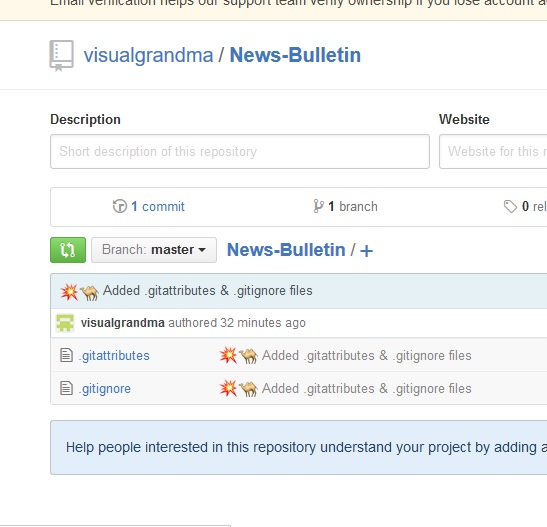 Email verification helps our support team verify ownership if you lose account a
visualgrandma / News-Bulletin
Description
Website
Short description of this repository
Website for this r
1 commit
1 branch
0 rel
Branch: master
News-Bulletin / +
Added .gitattributes & .gitignore files
visualgrandma authored 32 minutes ago
.gitattributes
Added .gitattributes & .gitignore files
.gitignore
Added .gitattributes & .gitignore files
Help people interested in this repository understand your project by adding a